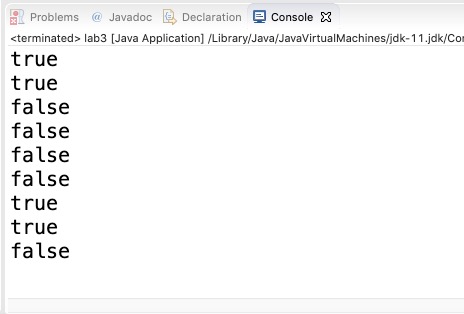 Problems @ Javadoc Declaration Console
<terminated> lab3 [Java Application] /Library/Java/JavaVirtualMachines/jdk-11.jdk/Co
true
true
false
false
false
false
true
true
false